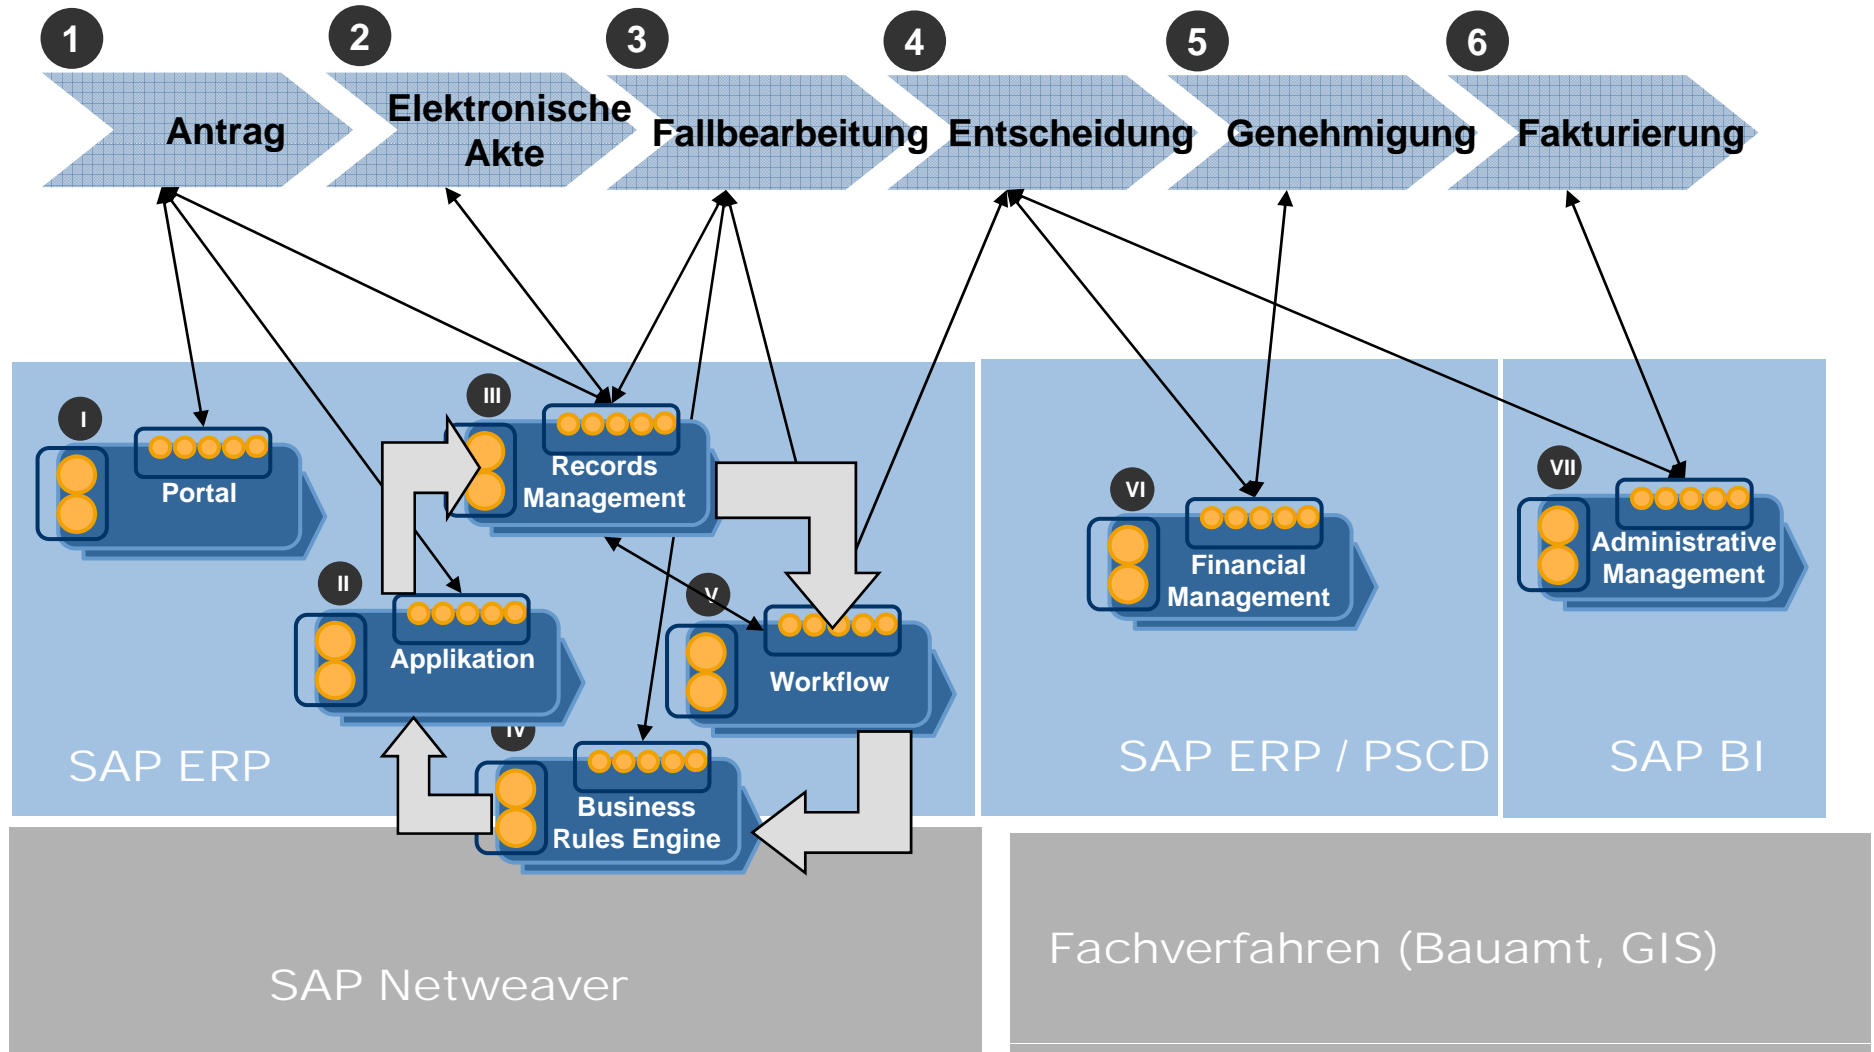 1
2
3
4
5
6
Antrag
Elektronische
Akte
Fallbearbeitung
Entscheidung
Genehmigung
Fakturierung
I
Portal
II
Applikation
III
Records
Management
IV
Business
Rules Engine
V
Workflow
VI
Financial
Management
VII
Administrative
Management
SAP ERP
SAP ERP / PSCD
SAP BI
SAP Netweaver
Fachverfahren (Bauamt, GIS)